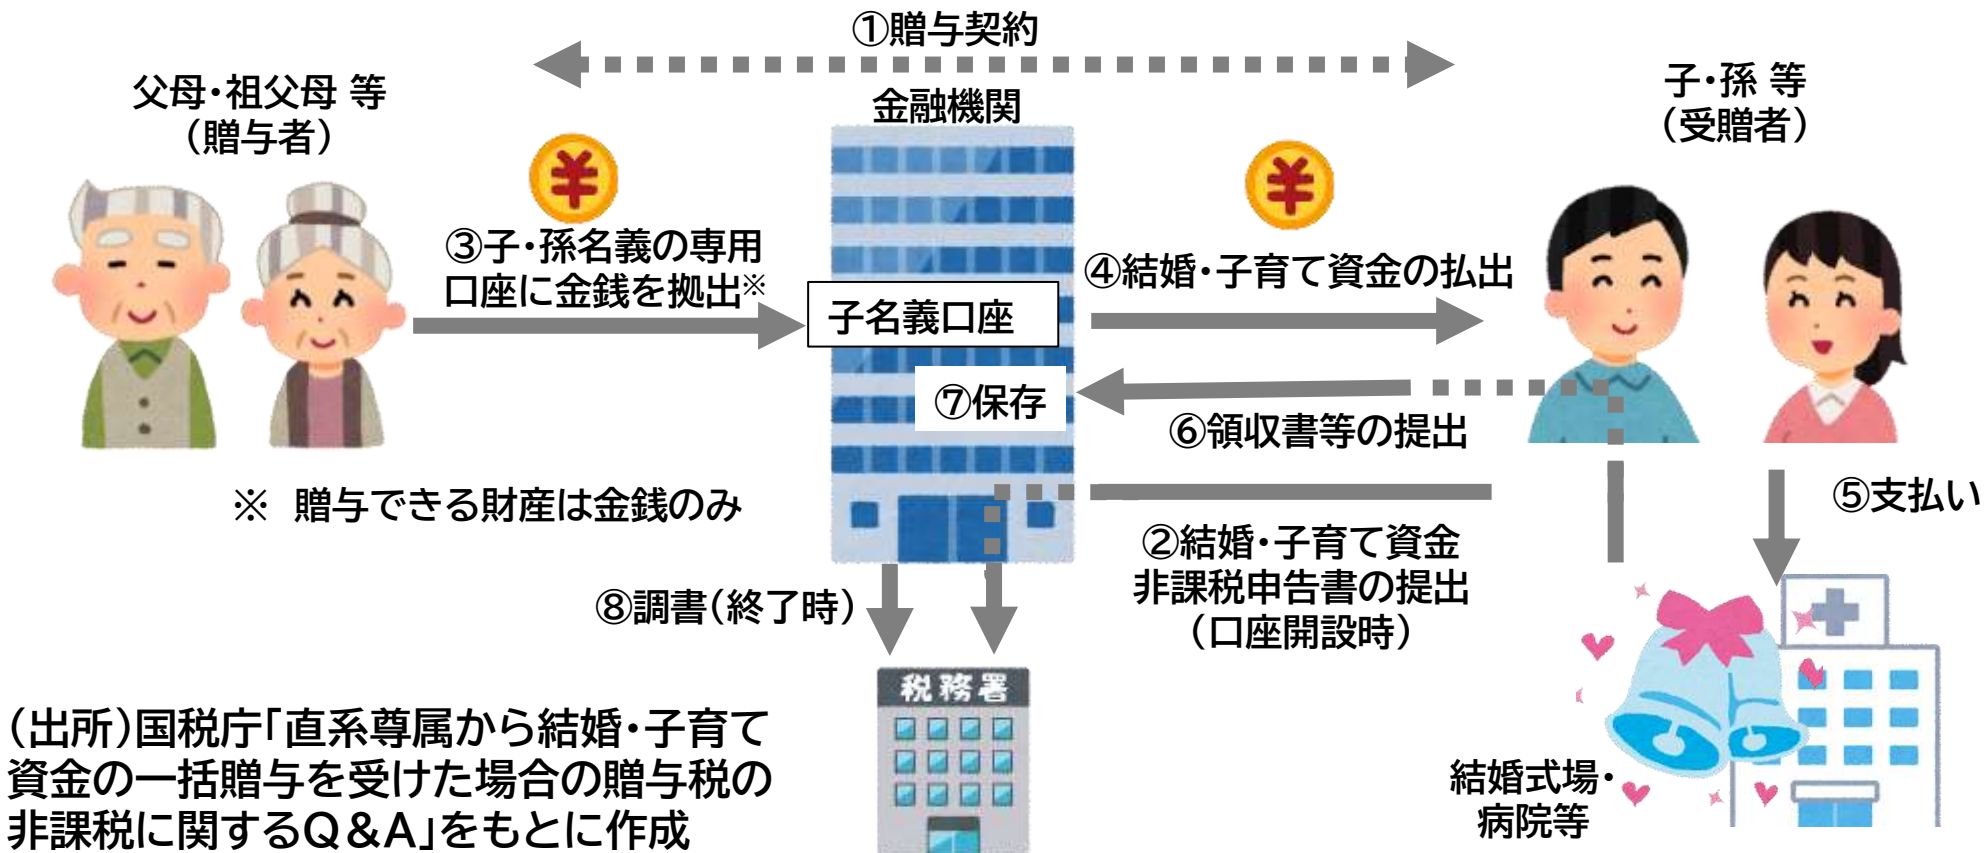 ①贈与契約
父母・祖父母 等
（贈与者）
金融機関
子・孫 等
（受贈者）
③子・孫名義の専用
口座に金銭を拠出※
子名義口座
④結婚・子育て資金の払出
⑦保存
⑥領収書等の提出
※ 贈与できる財産は金銭のみ
⑤支払い
②結婚・子育て資金
非課税申告書の提出
（口座開設時）
⑧調書（終了時）
税務署
（出所）国税庁「直系尊属から結婚・子育て
資金の一括贈与を受けた場合の贈与税の
非課税に関するQ＆A」をもとに作成
結婚式場・
病院等